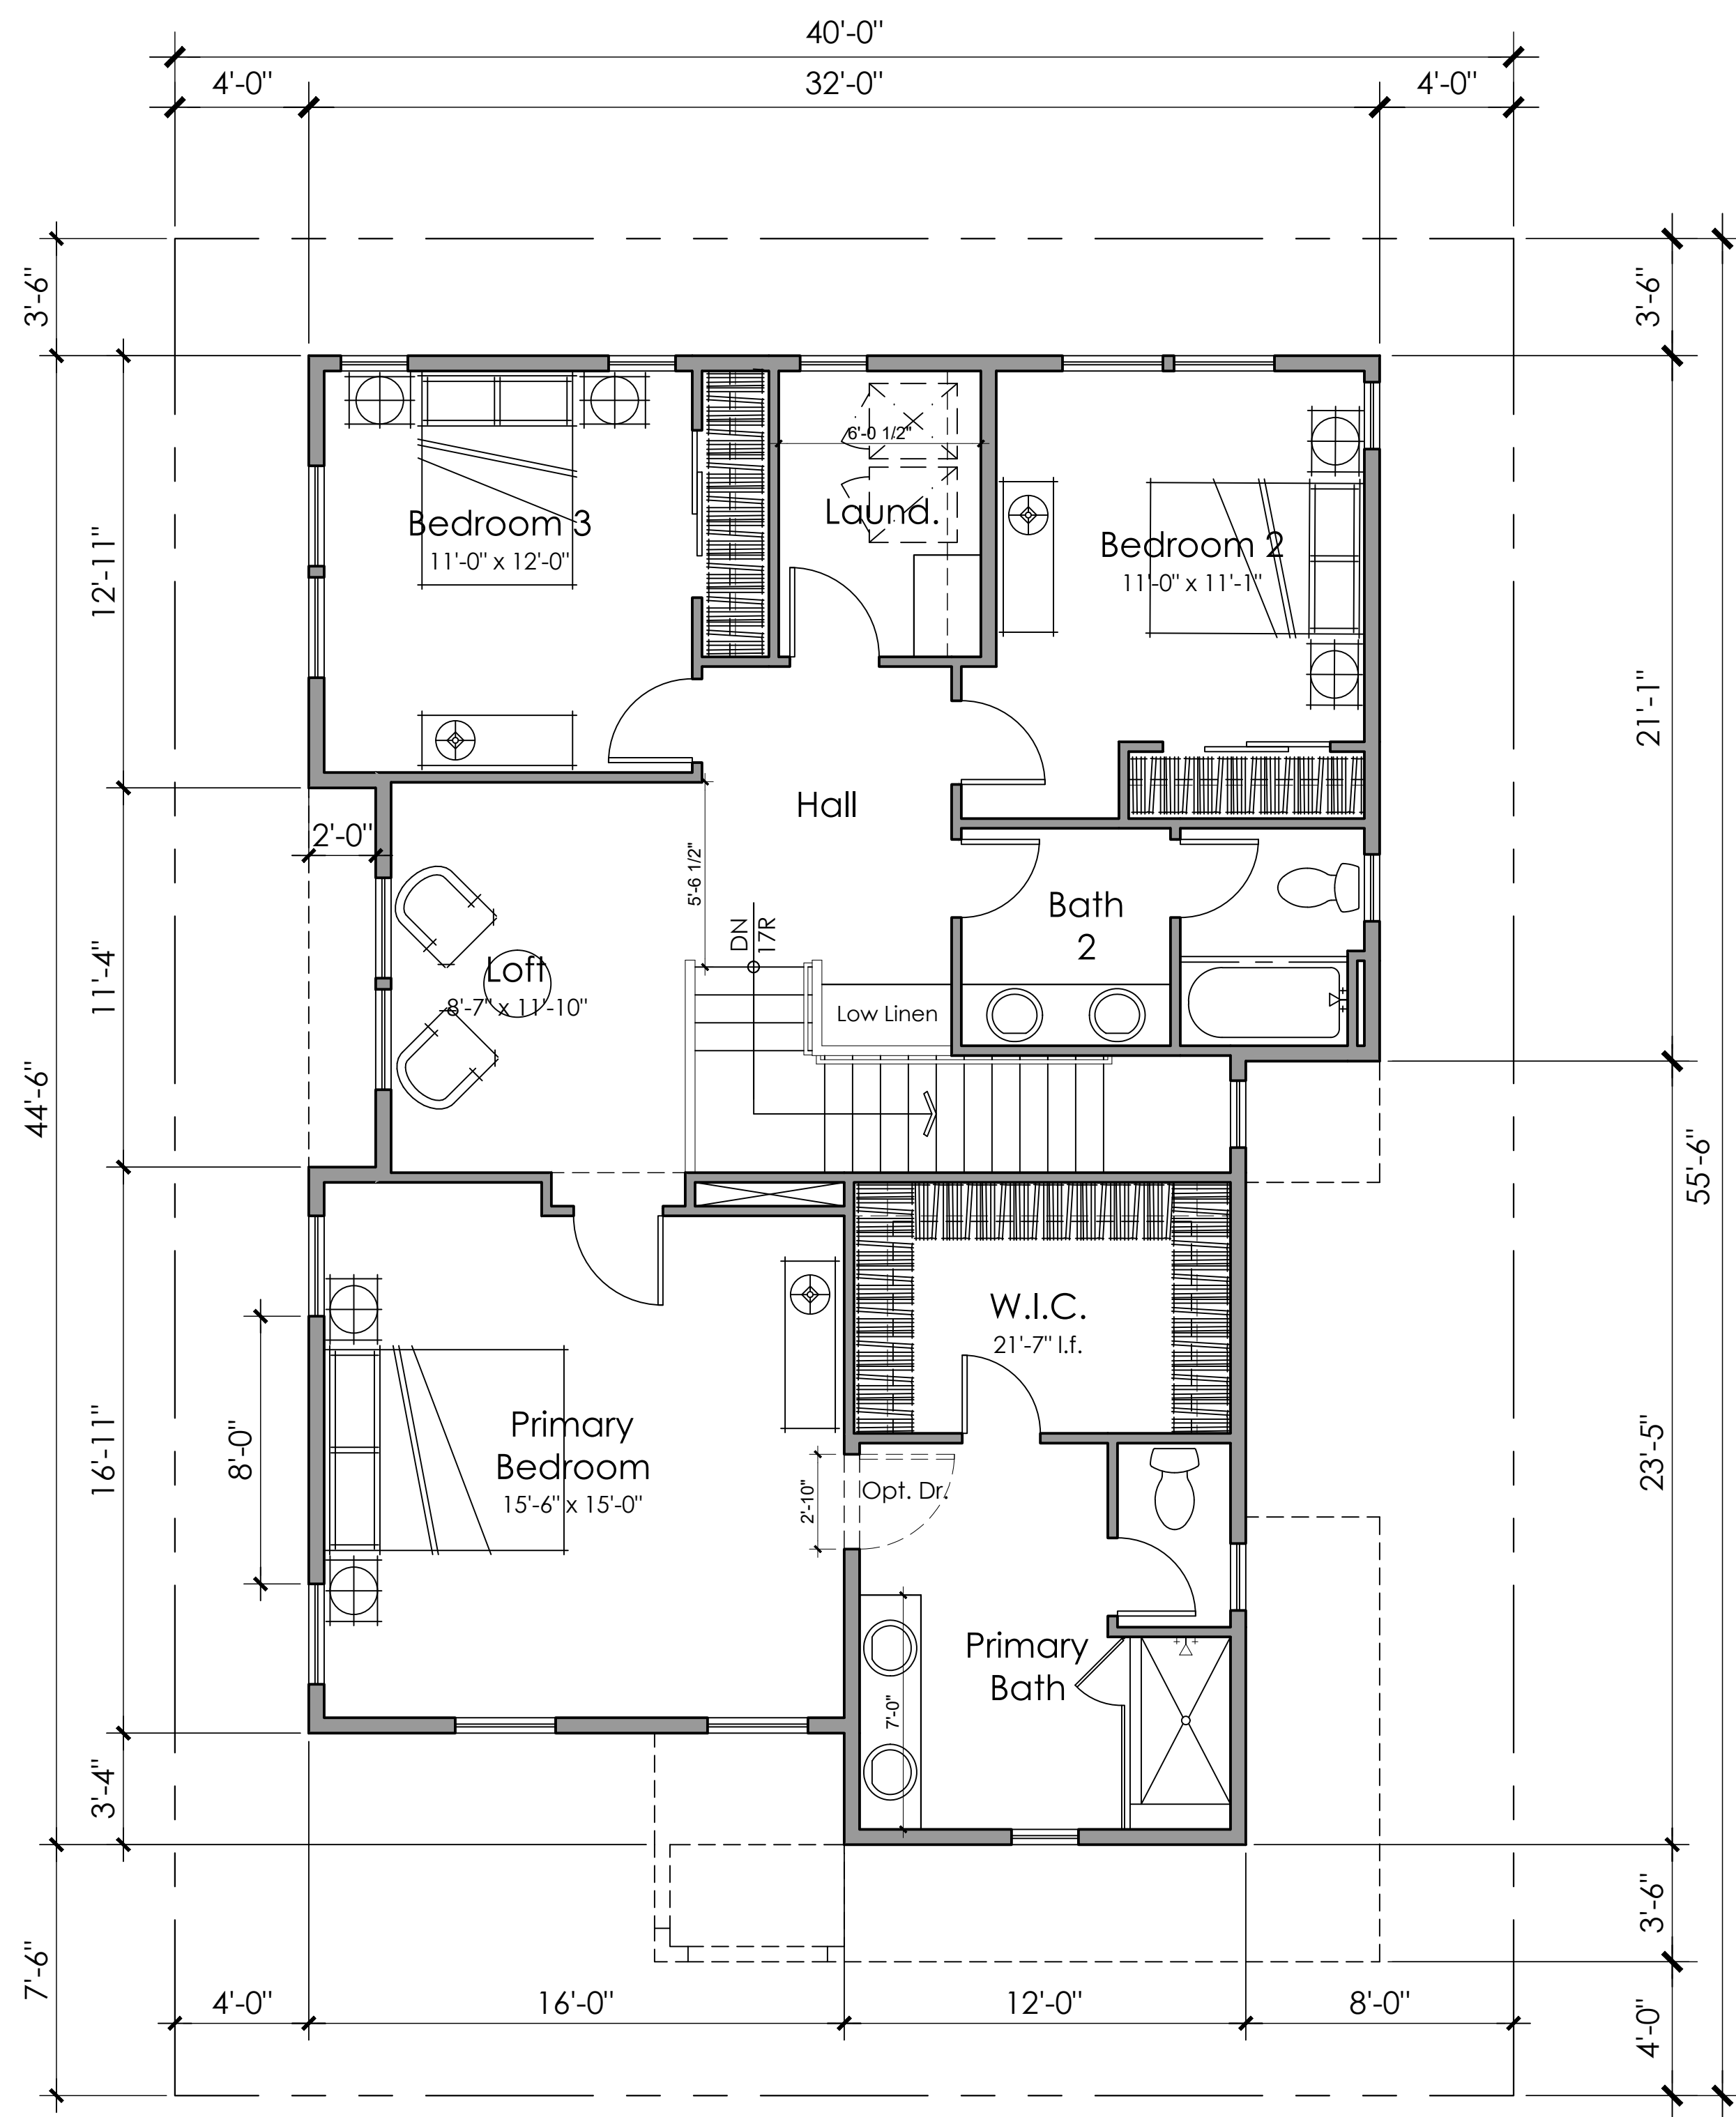 40'-0"
4'-0"
32'-0"
4'-0"
3'-6"
3'-6"
6'-0 1/2"
Laund.
Bedroom 3
11'-0" x 12'-0"
Bedroom 2
11'-0" x 11'-1"
12'-11"
21'-1"
Hall
2'-0"
5'-6 1/2"
Bath
2
DN
17R
Loft
8'-7" x 11'-10"
Low Linen
11'-4"
44'-6"
55'-6"
W.I.C.
21'-7" l.f.
Primary
Bedroom
15'-6" x 15'-0"
8'-0"
16'-11"
23'-5"
2'-10"
Opt. Dr.
Primary
Bath
7'-0"
3'-4"
3'-6"
7'-6"
4'-0"
16'-0"
12'-0"
8'-0"
4'-0"